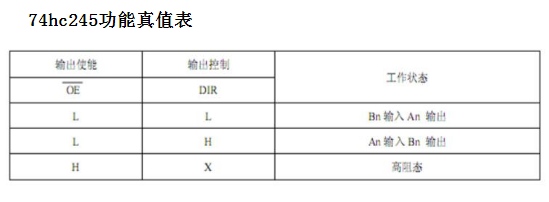 74hc245功能真值表
输出使能 输出控制 工作状态
OE DIR
L L Bn 输入 An 输出
L H An 输入 Bn 输出
H X 高阻态